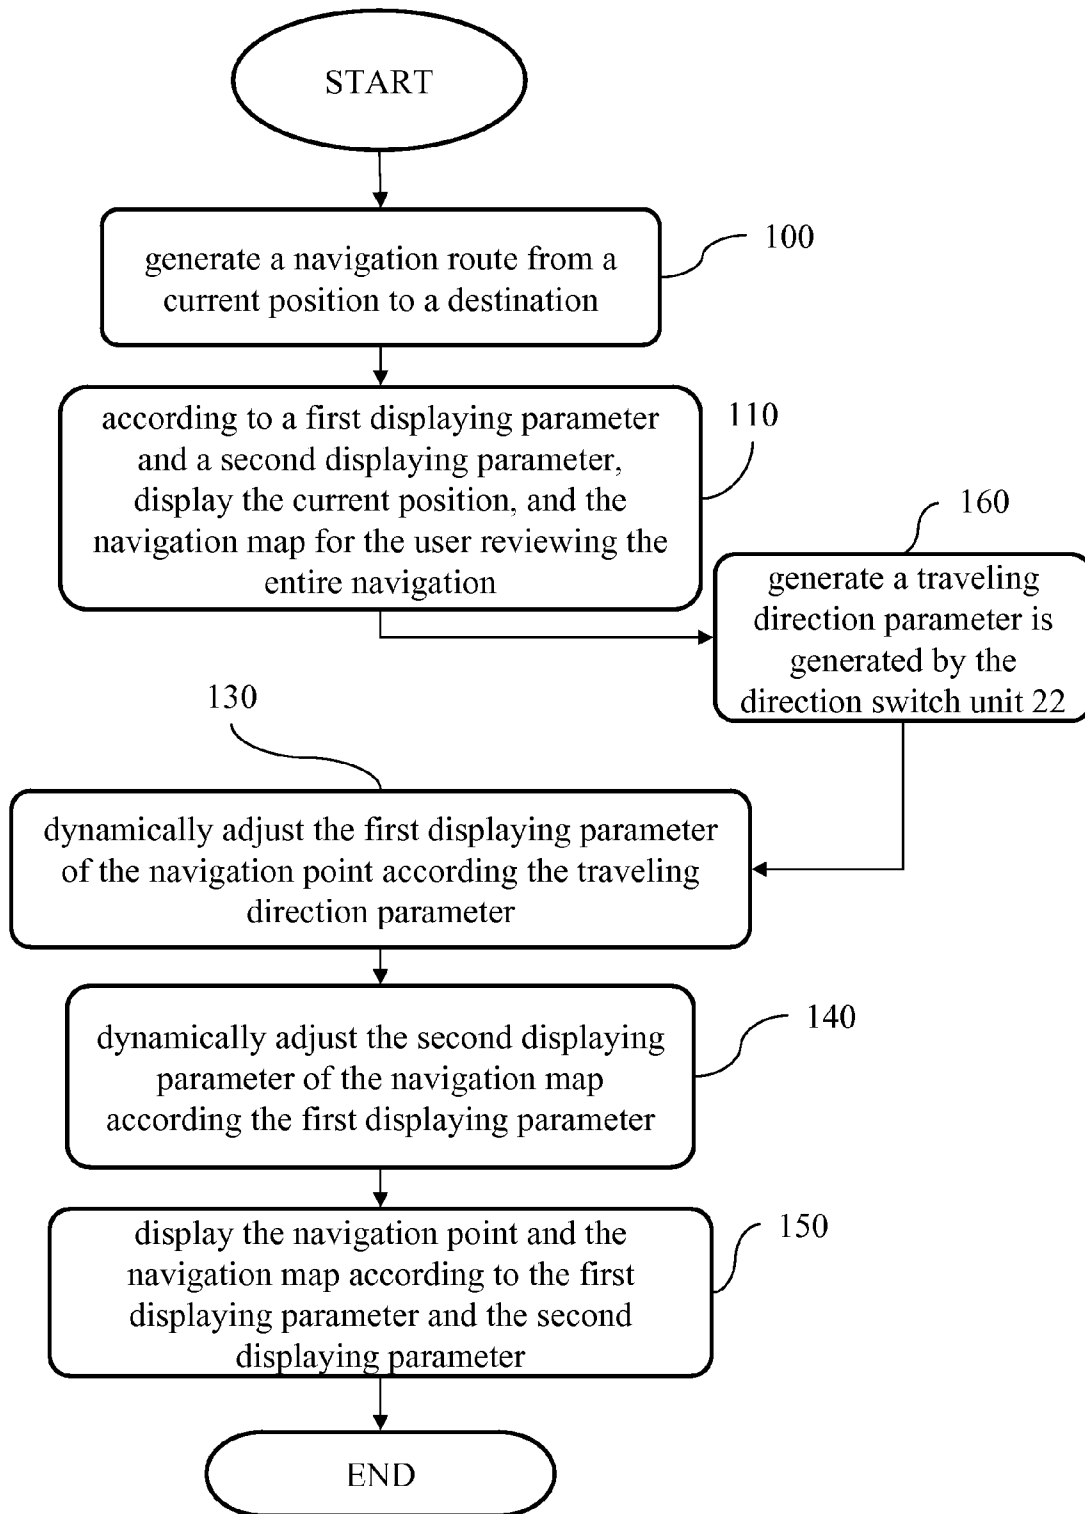 START
generate a navigation route from a
current position to a destination
100
according to a first displaying parameter
and a second displaying parameter,
display the current position, and the
navigation map for the user reviewing the
entire navigation
110
160
generate a traveling
direction parameter is
generated by the
direction switch unit 22
130
dynamically adjust the first displaying parameter
of the navigation point according the traveling
direction parameter
dynamically adjust the second displaying
parameter of the navigation map
according the first displaying parameter
140
display the navigation point and the
navigation map according to the first
displaying parameter and the second
displaying parameter
150
END